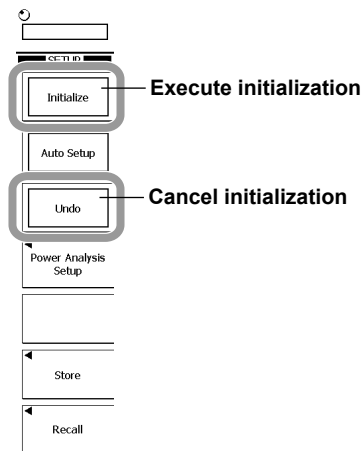 SETUP
Initialize
Execute initialization
Auto Setup
Undo
Cancel initialization
Power Analysis
Setup
Store
Recall